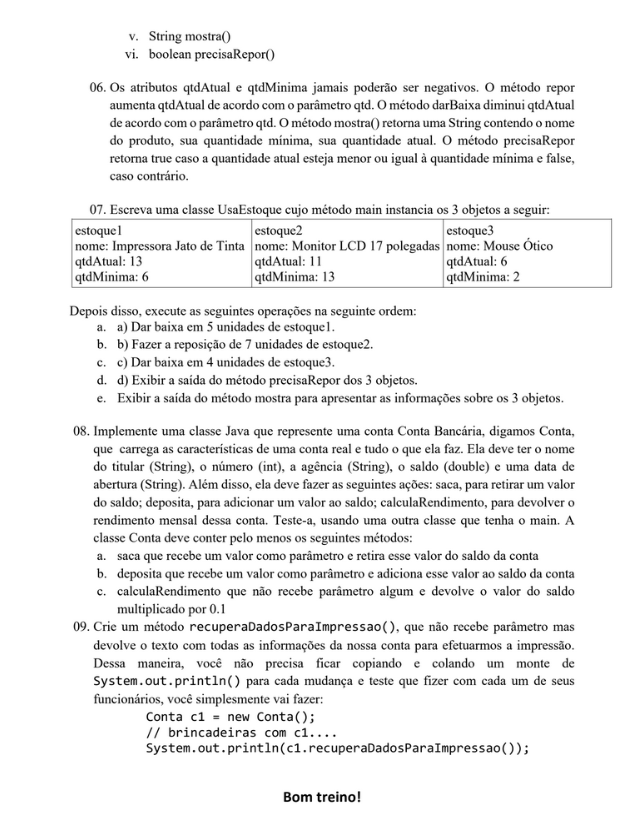 v. String mostra()
vi. boolean precisaRepor()
06. Os atributos qtdAtual e qtdMinima jamais poderão ser negativos. O método repor
aumenta qtdAtual de acordo com o parâmetro qtd. O método darBaixa diminui qtdAtual
de acordo com o parâmetro qtd. O método mostra() retorna uma String contendo o nome
do produto, sua quantidade mínima, sua quantidade atual. O método precisaRepor
retorna true caso a quantidade atual esteja menor ou igual à quantidade mínima e false,
caso contrário.
07. Escreva uma classe UsaEstoque cujo método main instancia os 3 objetos a seguir:
estoque1
nome: Impressora Jato de Tinta
qtdAtual: 13
qtdMinima: 6
estoque2
nome: Monitor LCD 17 polegadas
qtdAtual: 11
qtdMinima: 13
estoque3
nome: Mouse Ótico
qtdAtual: 6
qtdMinima: 2
Depois disso, execute as seguintes operações na seguinte ordem:
a. a) Dar baixa em 5 unidades de estoque1.
b. b) Fazer a reposição de 7 unidades de estoque2.
c. c) Dar baixa em 4 unidades de estoque3.
d. d) Exibir a saída do método precisaRepor dos 3 objetos.
e. Exibir a saída do método mostra para apresentar as informações sobre os 3 objetos.
08. Implemente uma classe Java que represente uma conta Conta Bancária, digamos Conta,
que carrega as características de uma conta real e tudo o que ela faz. Ela deve ter o nome
do titular (String), o número (int), a agência (String), o saldo (double) e uma data de
abertura (String). Além disso, ela deve fazer as seguintes ações: saca, para retirar um valor
do saldo; deposita, para adicionar um valor ao saldo; calculaRendimento, para devolver o
rendimento mensal dessa conta. Teste-a, usando uma outra classe que tenha o main. A
classe Conta deve conter pelo menos os seguintes métodos:
a. saca que recebe um valor como parâmetro e retira esse valor do saldo da conta
b. deposita que recebe um valor como parâmetro e adiciona esse valor ao saldo da conta
c. calculaRendimento que não recebe parâmetro algum e devolve o valor do saldo
multiplicado por 0.1
09. Crie um método recuperaDadosParaImpressao(), que não recebe parâmetro mas
devolve o texto com todas as informações da nossa conta para efetuarmos a impressão.
Dessa maneira, você não precisa ficar copiando e colando um monte de
System.out.println() para cada mudança e teste que fizer com cada um de seus
funcionários, você simplesmente vai fazer:
Conta c1 = new Conta();
// brincadeiras com c1....
System.out.println(c1.recuperaDadosParaImpressao());
Bom treino!